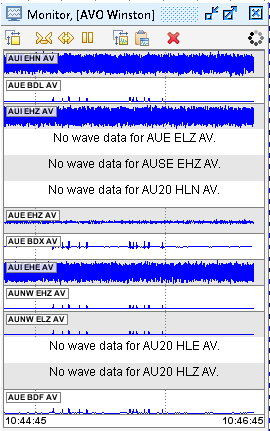 Monitor, [AVO Winston]
AUI EHN AV
AUE BDL AV
AUI EHZ AV
No wave data for AUE ELZ AV.
No wave data for AUSE EHZ AV.
No wave data for AU20 HLN AV.
AUE EHZ AV
AUE BDX AV
AUI EHE AV
AUNW EHZ AV
AUNW ELZ AV
No wave data for AU20 HLE AV.
No wave data for AU20 HLZ AV.
AUE BDF AV
10:44:45 10:46:45